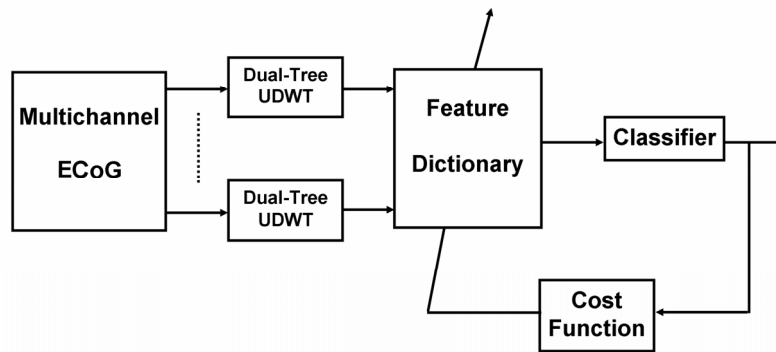 Multichannel
ECoG
Dual-Tree
UDWT
Dual-Tree
UDWT
Feature
Dictionary
Classifier
Cost
Function